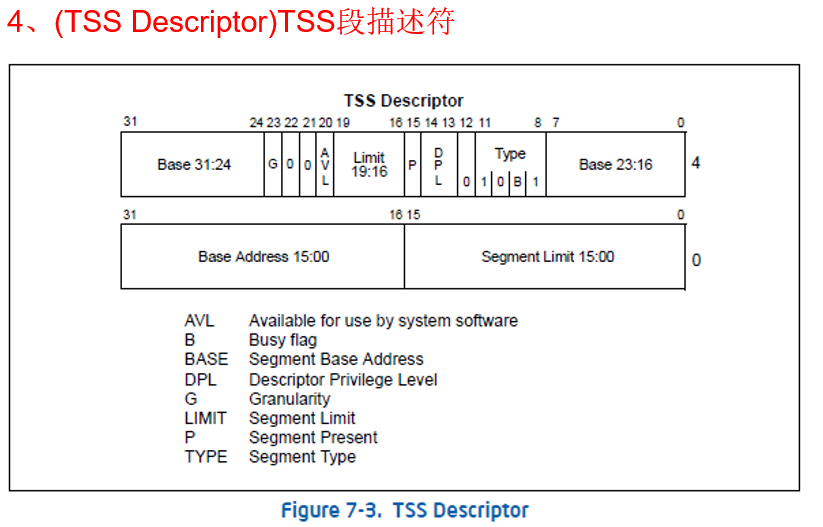 4、(TSS Descriptor)TSS段描述符
TSS Descriptor
31 24 23 22 21 20 19 16 15 14 13 12 11 8 7 0
Base 31:24 G 0 0 AVL Limit 19:16 P DPL 0 Type 1 0 B 1 Base 23:16 4
31 16 15 0
Base Address 15:00 Segment Limit 15:00 0
AVL Available for use by system software
B Busy flag
BASE Segment Base Address
DPL Descriptor Privilege Level
G Granularity
LIMIT Segment Limit
P Segment Present
TYPE Segment Type
Figure 7-3. TSS Descriptor